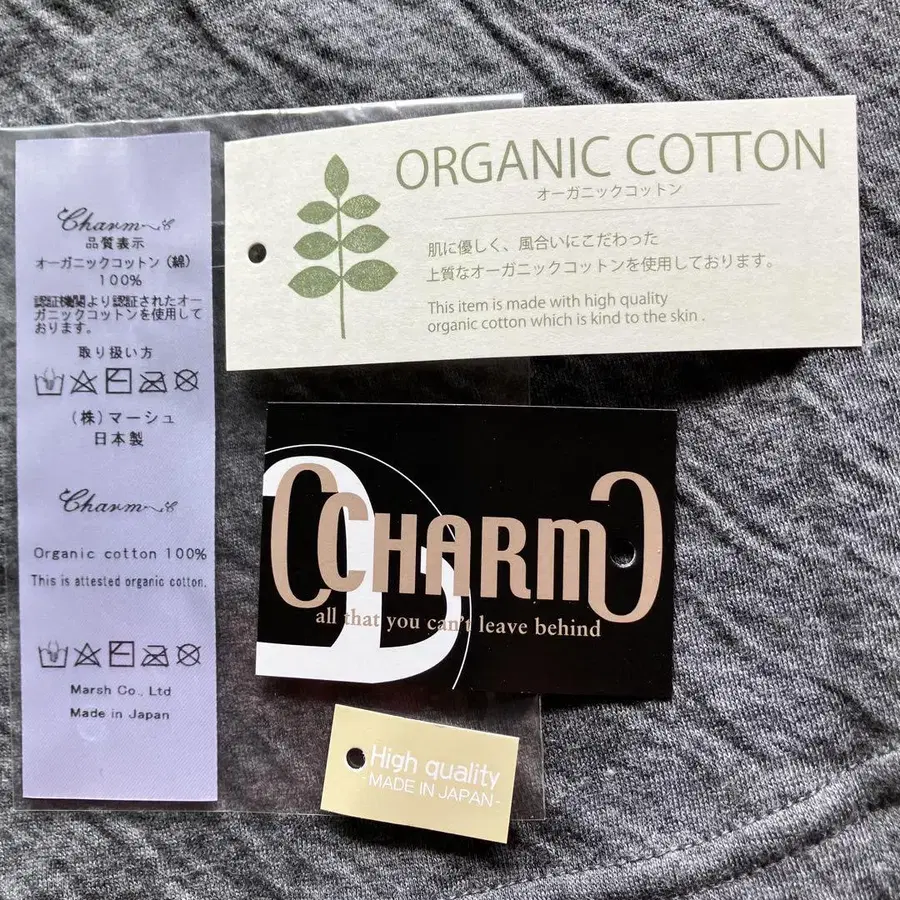 Charm
品質表示
オーガニックコットン（綿）
100%
認証機関より認証されたオー
ガニックコットンを使用して
おります。
取り扱い方
（株）マーシュ
日本製
Charm
Organic cotton 100%
This is attested organic cotton.
Marsh Co., Ltd
Made in Japan
ORGANIC COTTON
オーガニックコットン
肌に優しく、風合いにこだわった
上質なオーガニックコットンを使用しております。
This item is made with high quality
organic cotton which is kind to the skin .
CHARM
all that you can't leave behind
High quality
-MADE IN JAPAN-